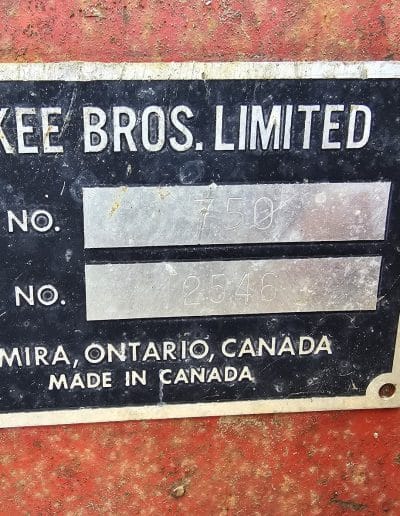 KEE BROS. LIMITED
NO. 750
NO. 2546
MIRA, ONTARIO, CANADA
MADE IN CANADA